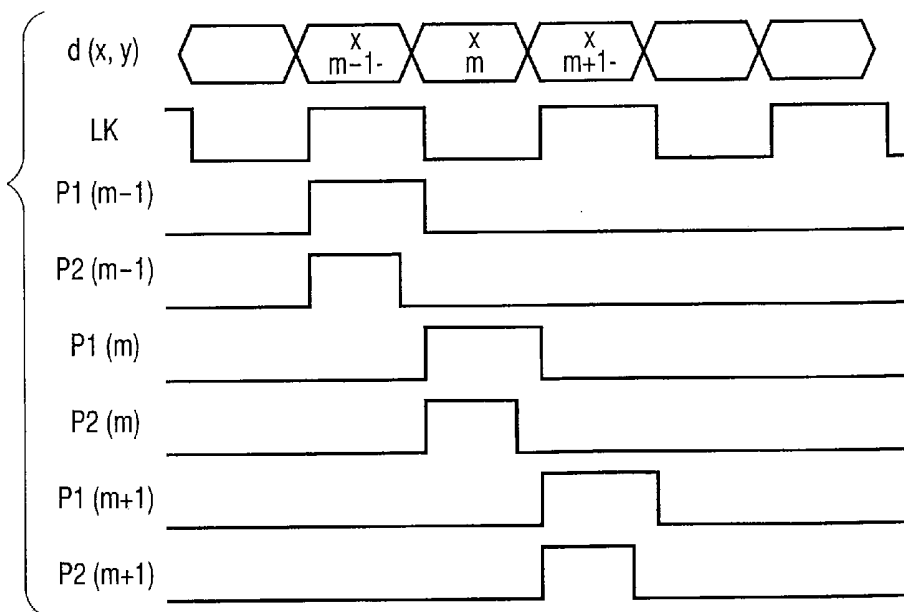 d (x, y)
x
m−1-
x
m
x
m+1-
LK
P1 (m−1)
P2 (m−1)
P1 (m)
P2 (m)
P1 (m+1)
P2 (m+1)